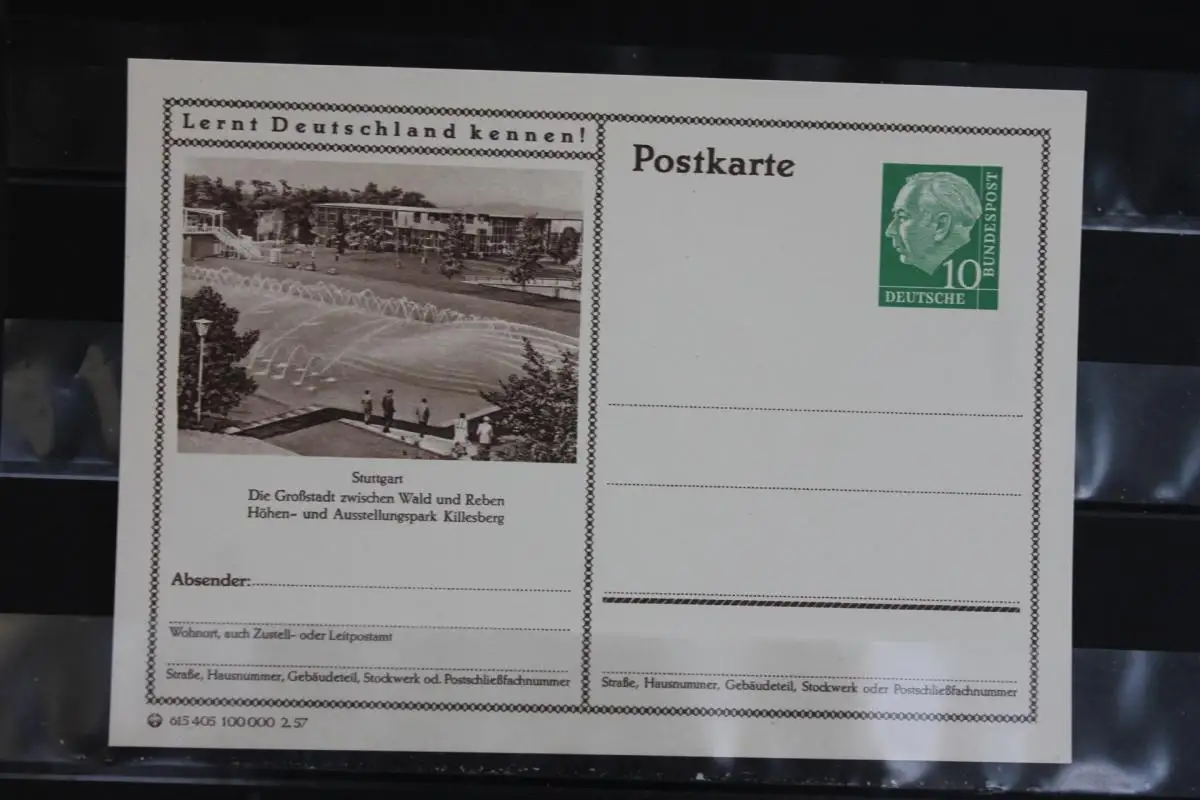 Lernt Deutschland kennen!
Stuttgart
Die Großstadt zwischen Wald und Reben
Höhen- und Ausstellungspark Killesberg
Absender:
Wohnort, auch Zustell- oder Leitpostamt
Straße, Hausnummer, Gebäudeteil, Stockwerk od. Postschließfachnummer
615 405 100 000 2. 57
Postkarte
BUNDESPOST
10
DEUTSCHE
Straße, Hausnummer, Gebäudeteil, Stockwerk oder Postschließfachnummer